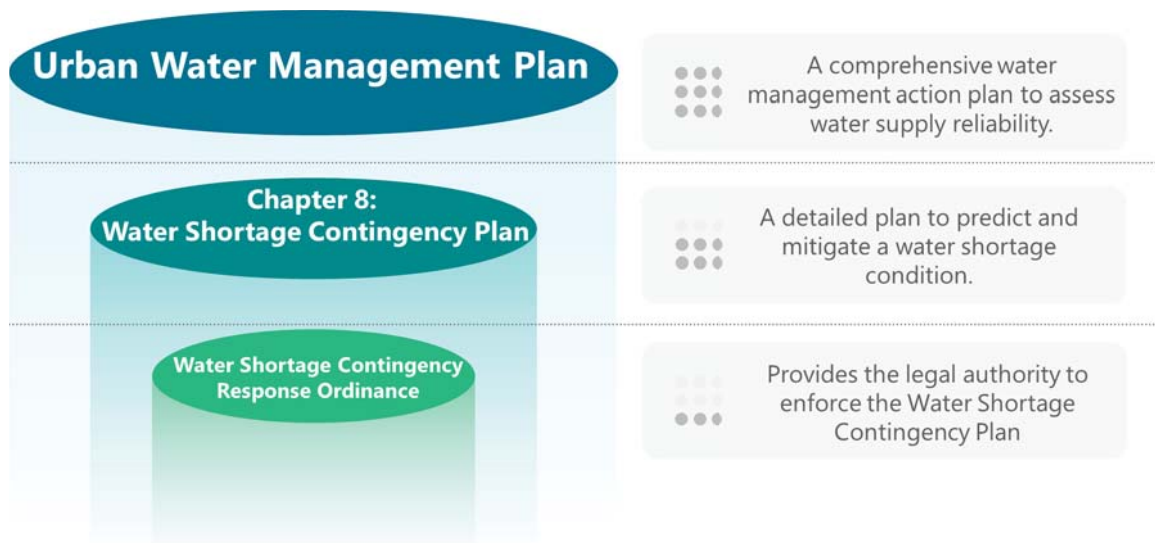 Urban Water Management Plan
A comprehensive water
management action plan to assess
water supply reliability.
Chapter 8:
Water Shortage Contingency Plan
A detailed plan to predict and
mitigate a water shortage
condition.
Water Shortage Contingency
Response Ordinance
Provides the legal authority to
enforce the Water Shortage
Contingency Plan